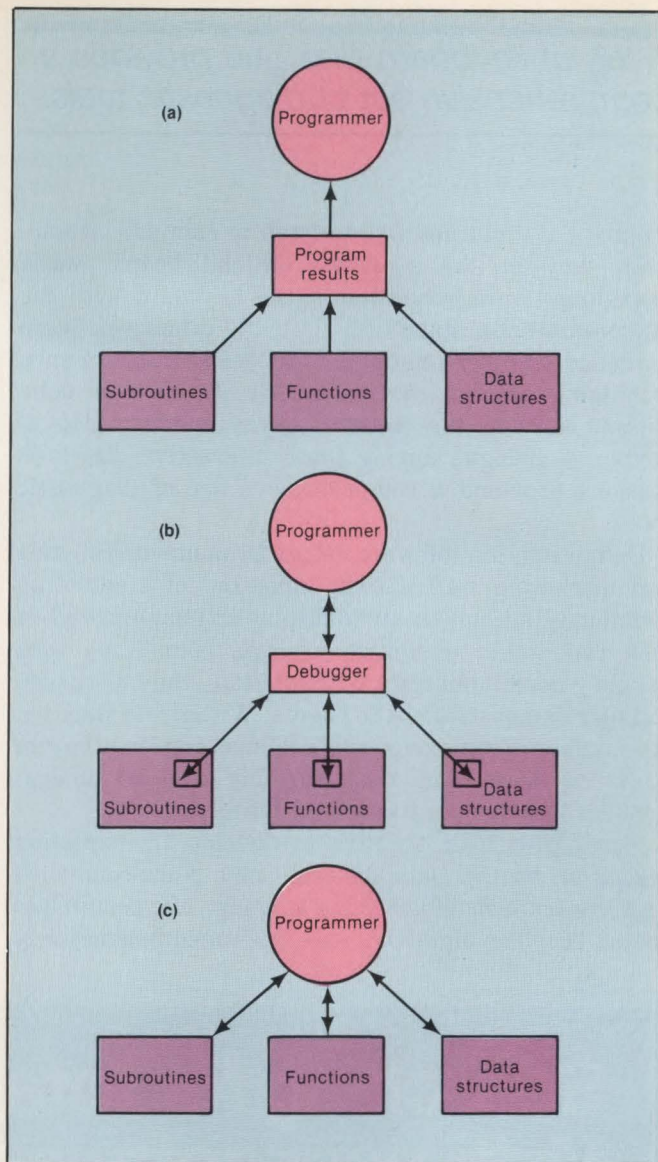 (a)
Programmer
Program
results
Subroutines
Functions
Data
structures
(b)
Programmer
Debugger
Subroutines
Functions
Data
structures
(c)
Programmer
Subroutines
Functions
Data
structures